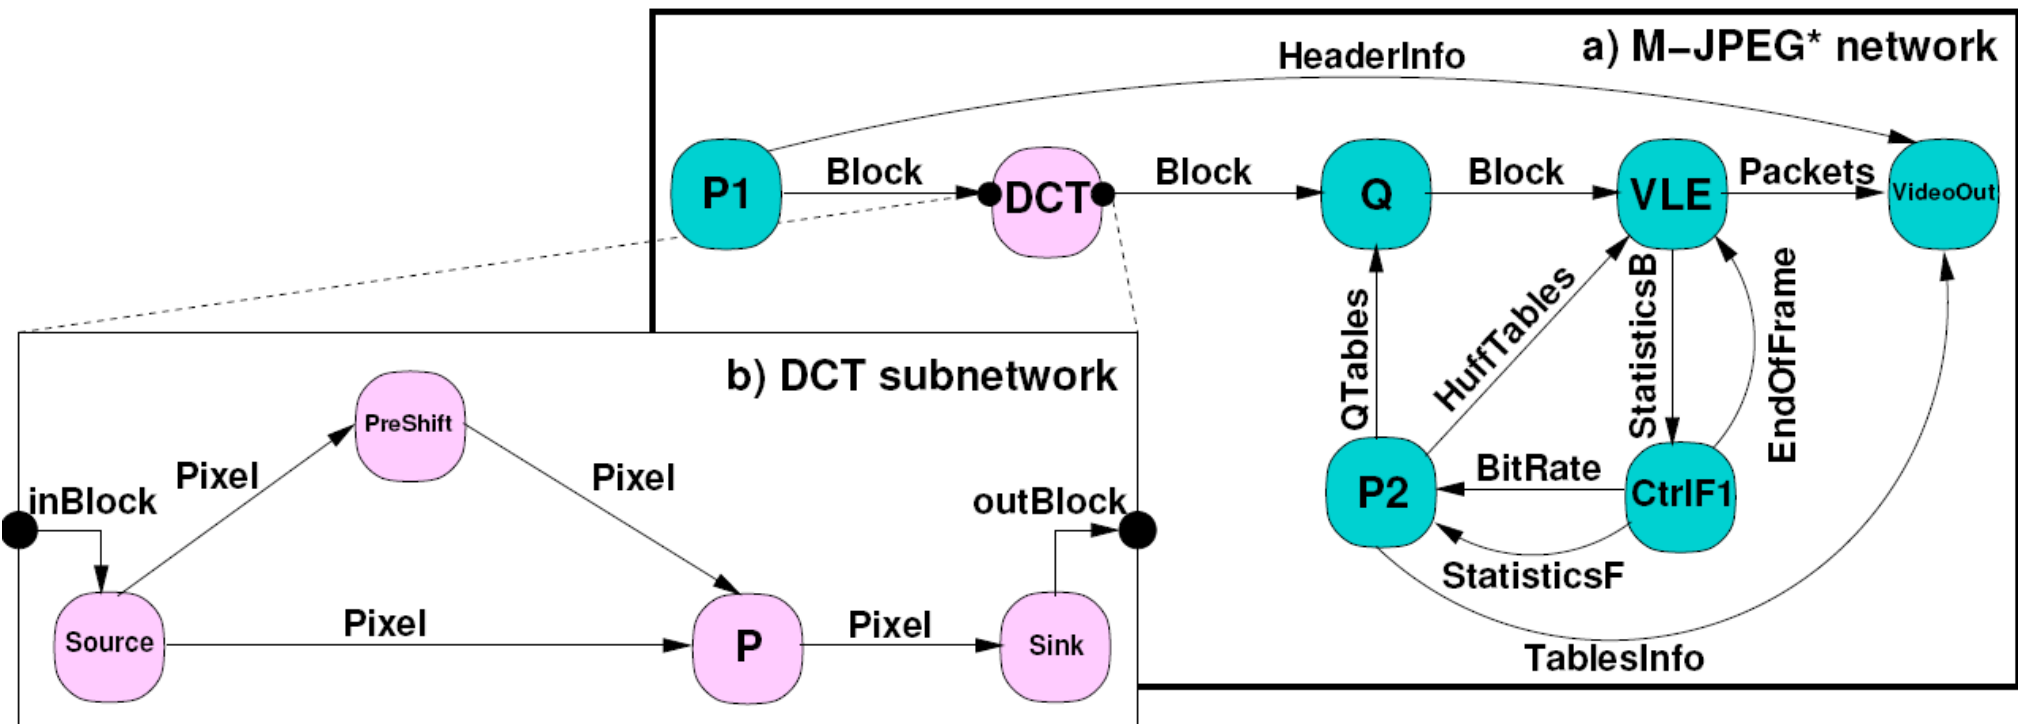 a) M–JPEG* network
HeaderInfo
P1
Block
DCT
Block
Q
Block
VLE
Packets
VideoOut
QTables
HuffTables
StatisticsB
EndOfFrame
P2
BitRate
CtrlF1
StatisticsF
TablesInfo
b) DCT subnetwork
PreShift
Pixel
Pixel
inBlock
outBlock
Source
Pixel
P
Pixel
Sink